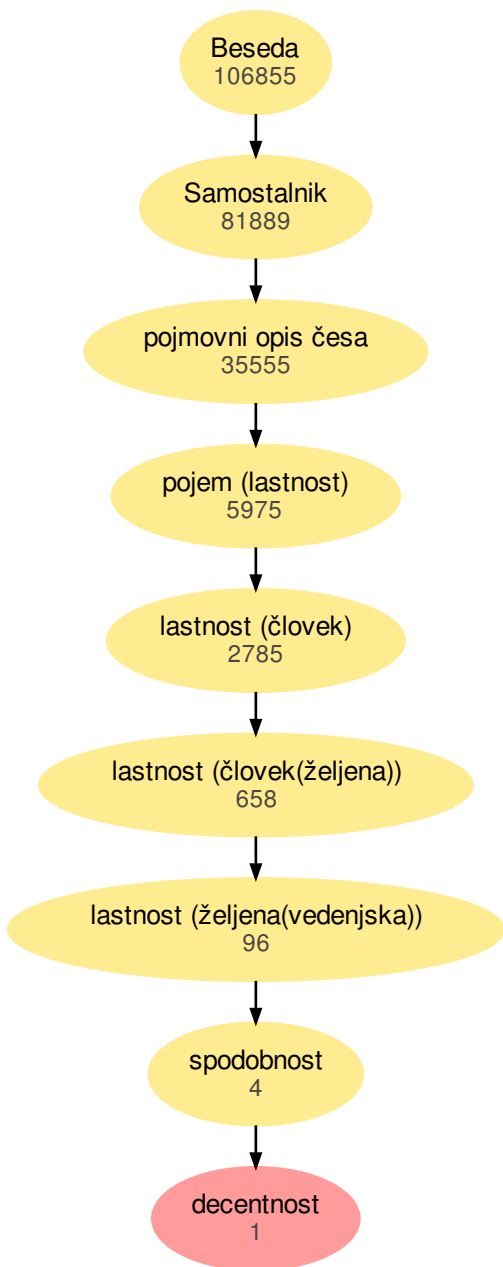 Beseda
106855
Samostalnik
81889
pojmovni opis česa
35555
pojem (lastnost)
5975
lastnost (človek)
2785
lastnost (človek(željena))
658
lastnost (željena(vedenjska))
96
spodobnost
4
decentnost
1